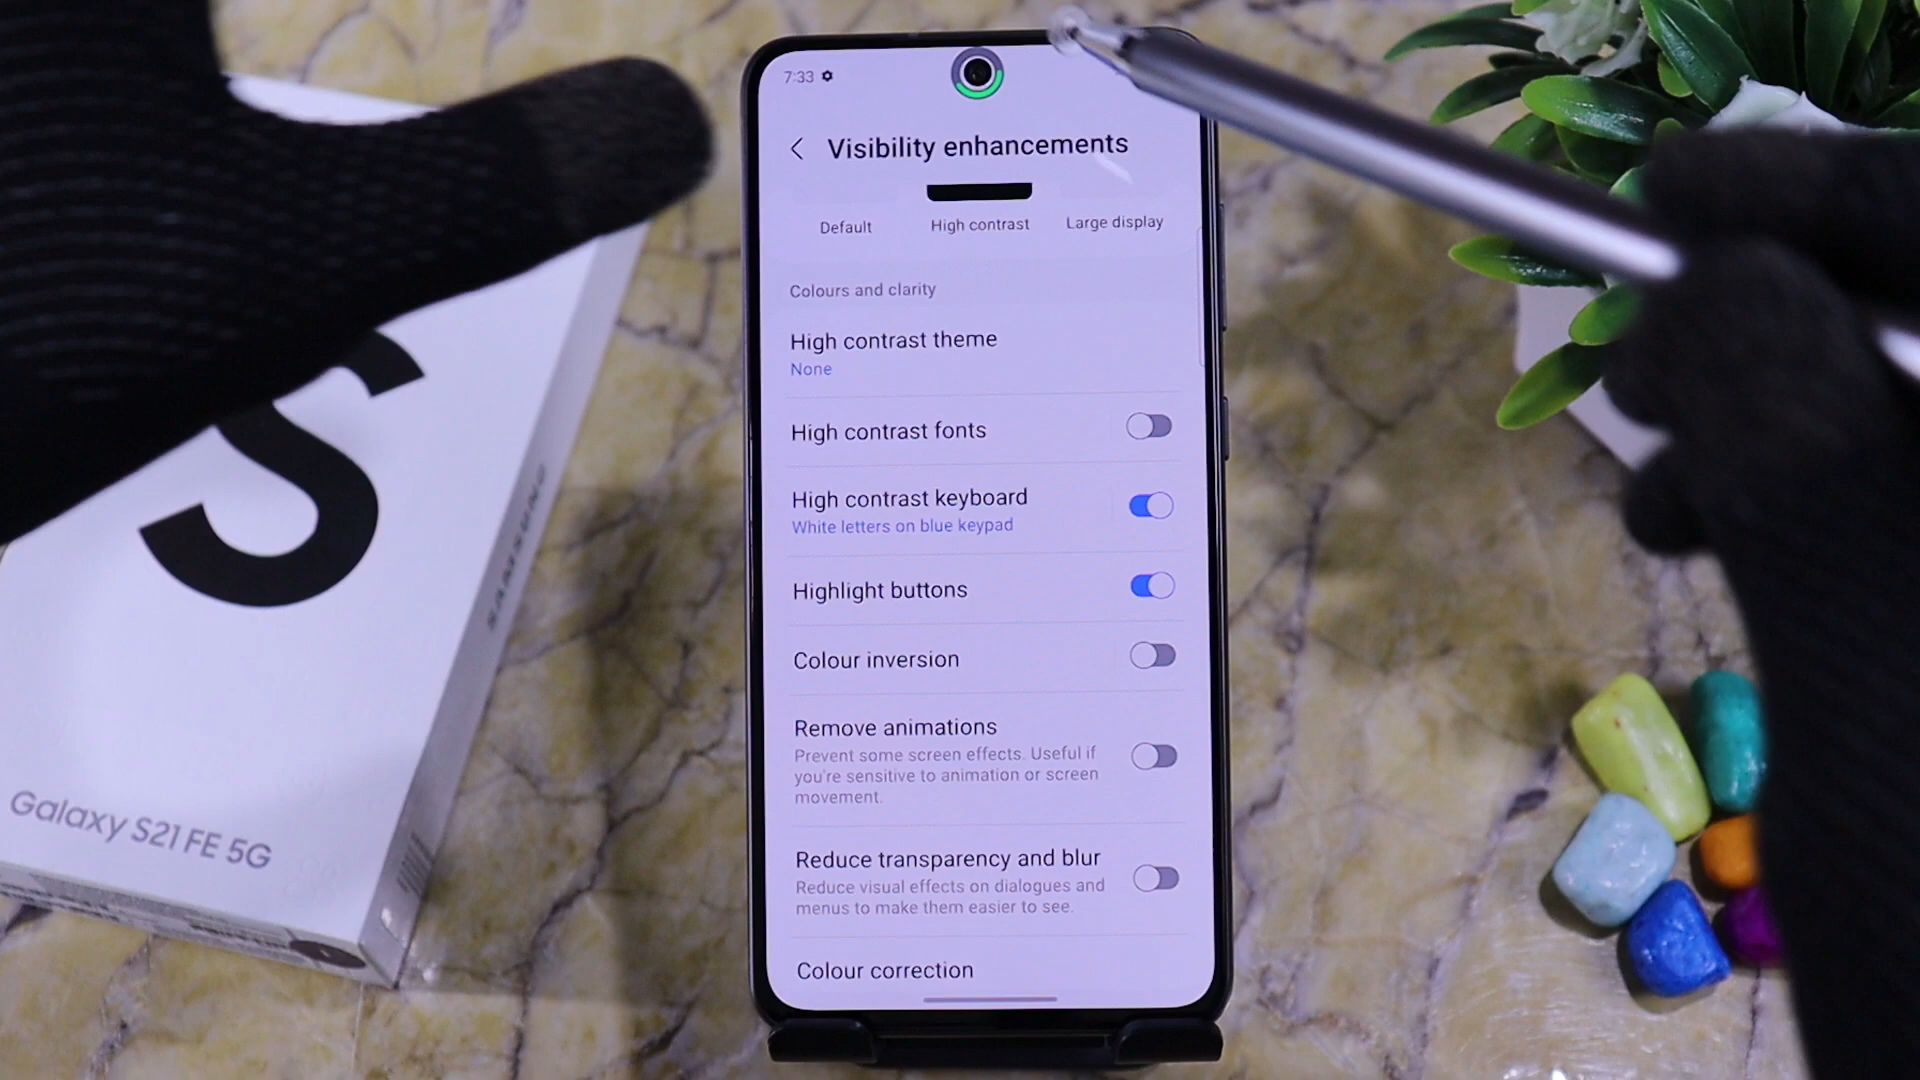 7:33
Visibility enhancements
Default High contrast Large display
Colours and clarity
High contrast theme
None
High contrast fonts
High contrast keyboard
White letters on blue keypad
Highlight buttons
Colour inversion
Remove animations
Prevent some screen effects. Useful if
you're sensitive to animation or screen
movement.
Reduce transparency and blur
Reduce visual effects on dialogues and
menus to make them easier to see.
Colour correction
S
SAMSUNG
Galaxy S21 FE 5G